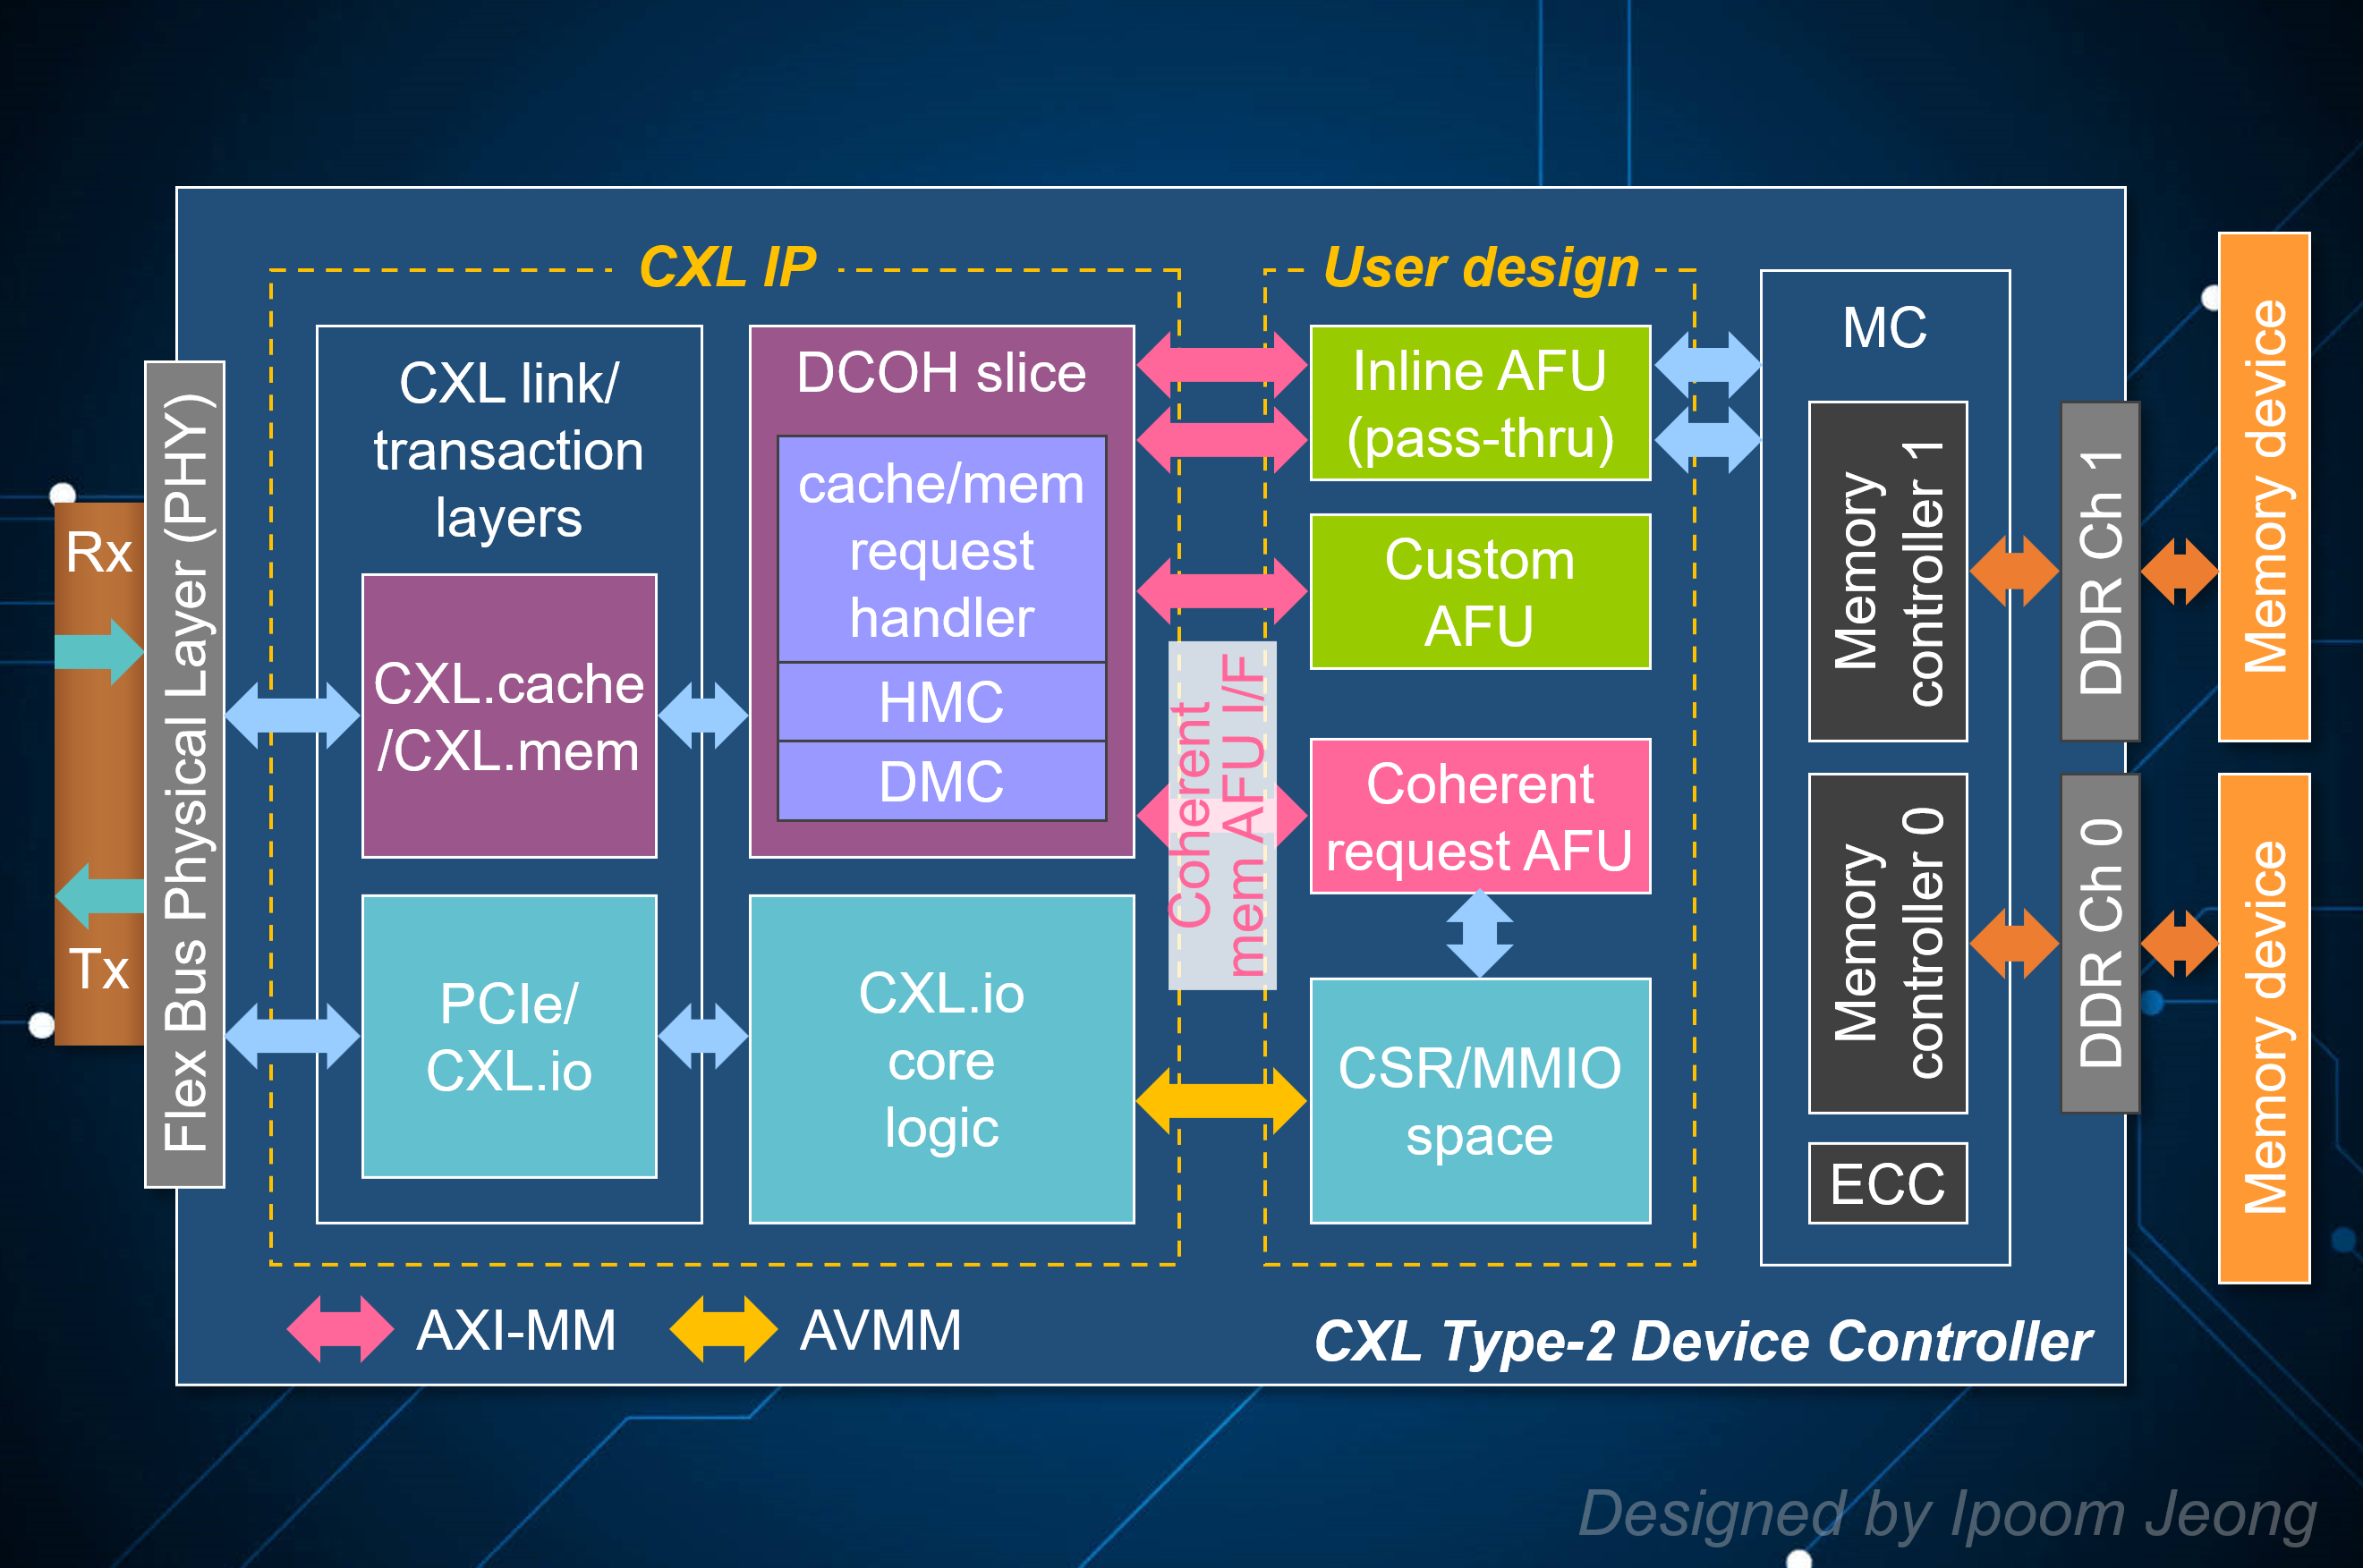 CXL IP
User design
Rx
Tx
Flex Bus Physical Layer (PHY)
CXL link/
transaction
layers
CXL.cache
/CXL.mem
PCIe/
CXL.io
DCOH slice
cache/mem
request
handler
HMC
DMC
CXL.io
core
logic
Coherent
mem AFU I/F
Inline AFU
(pass-thru)
Custom
AFU
Coherent
request AFU
CSR/MMIO
space
MC
Memory
controller 1
Memory
controller 0
ECC
DDR Ch 1
DDR Ch 0
Memory device
Memory device
AXI-MM
AVMM
CXL Type-2 Device Controller
Designed by Ipoom Jeong